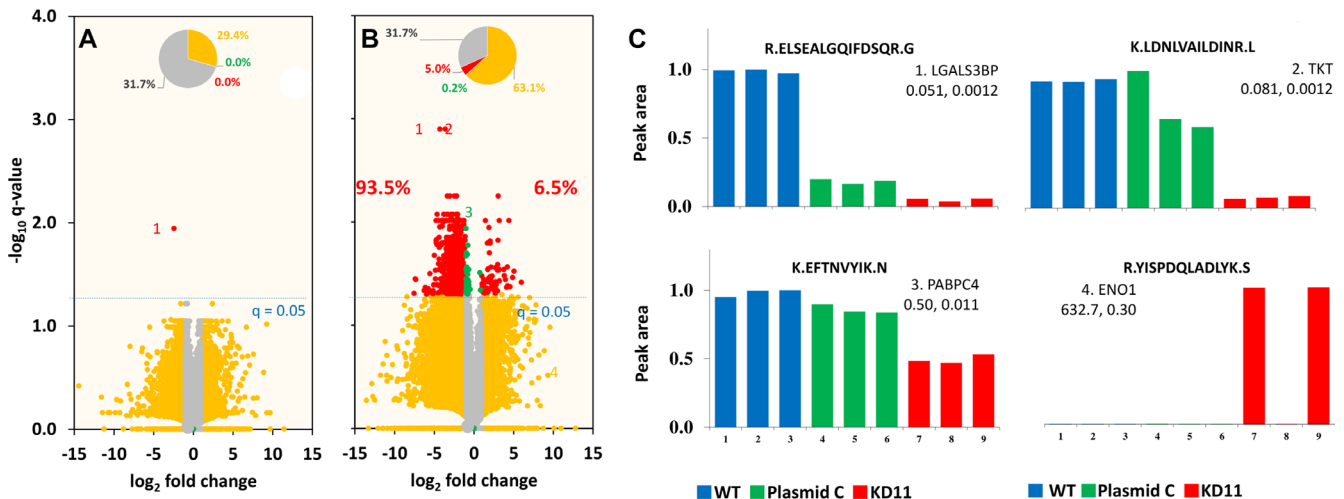 A
B
C
4.0
3.0
2.0
1.0
0.0
-log10 q-value
29.4%
0.0%
0.0%
31.7%
1
q = 0.05
-15 -10 -5 0 5 10 15
log2 fold change
31.7%
5.0%
0.2%
63.1%
1 2
93.5% 6.5%
3
q = 0.05
4
-15 -10 -5 0 5 10 15
log2 fold change
R.ELSEALGQIFDSQR.G
1. LGALS3BP
0.051, 0.0012
Peak area
1.0
0.5
0.0
K.LDNLVAILDINR.L
2. TKT
0.081, 0.0012
K.EFTNVYIK.N
3. PABPC4
0.50, 0.011
Peak area
1.0
0.5
0.0
1 2 3 4 5 6 7 8 9
WT Plasmid C KD11
R.YISPDQLADLYK.S
4. ENO1
632.7, 0.30
1 2 3 4 5 6 7 8 9
WT Plasmid C KD11